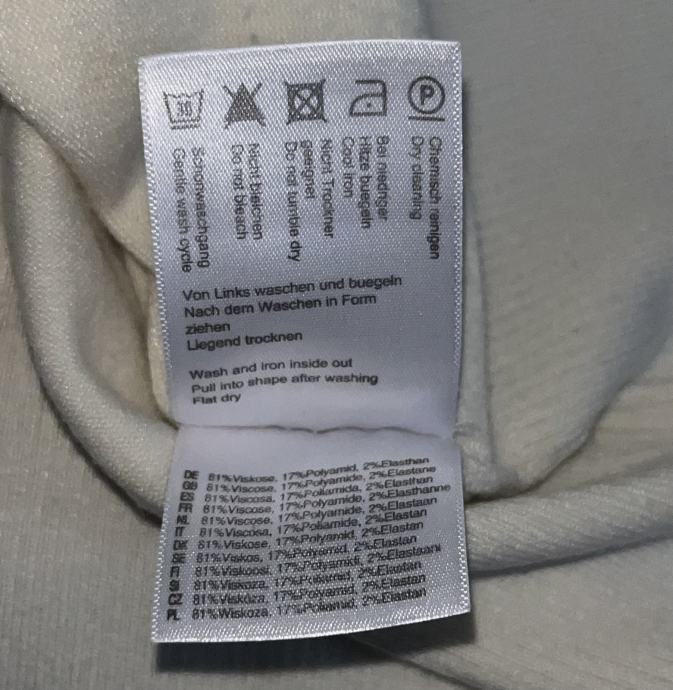 30
P
Schonwaschgang
Gentle wash cycle
Nicht bleichen
Do not bleach
Nicht Trockner
geeignet
Do not tumble dry
Bei niedriger
Hitze buegeln
Cool iron
Chemisch reinigen
Dry cleaning
Von Links waschen und buegeln
Nach dem Waschen in Form
ziehen
Liegend trocknen
Wash and iron inside out
Pull into shape after washing
Flat dry
DE 81%Viskose, 17%Polyamid, 2%Elasthan
GB 81%Viscose, 17%Polyamide, 2%Elastane
ES 81%Viscosa, 17%Poliamida, 2%Elasthan
FR 81%Viscose, 17%Polyamide, 2%Elasthanne
NL 81%Viscose, 17%Polyamide, 2%Elastaan
IT 81%Viscosa, 17%Poliamide, 2%Elastan
DK 81%Viskose, 17%Polyamid, 2%Elastan
SE 81%Viskos, 17%Polyamid, 2%Elastan
FI 81%Viskoosi, 17%Polyamidi, 2%Elastaani
SI 81%Viskoza, 17%Poliamid, 2%Elastan
CZ 81%Viskóza, 17%Polyamid, 2%Elastan
PL 81%Wiskoza, 17%Poliamid, 2%Elastan